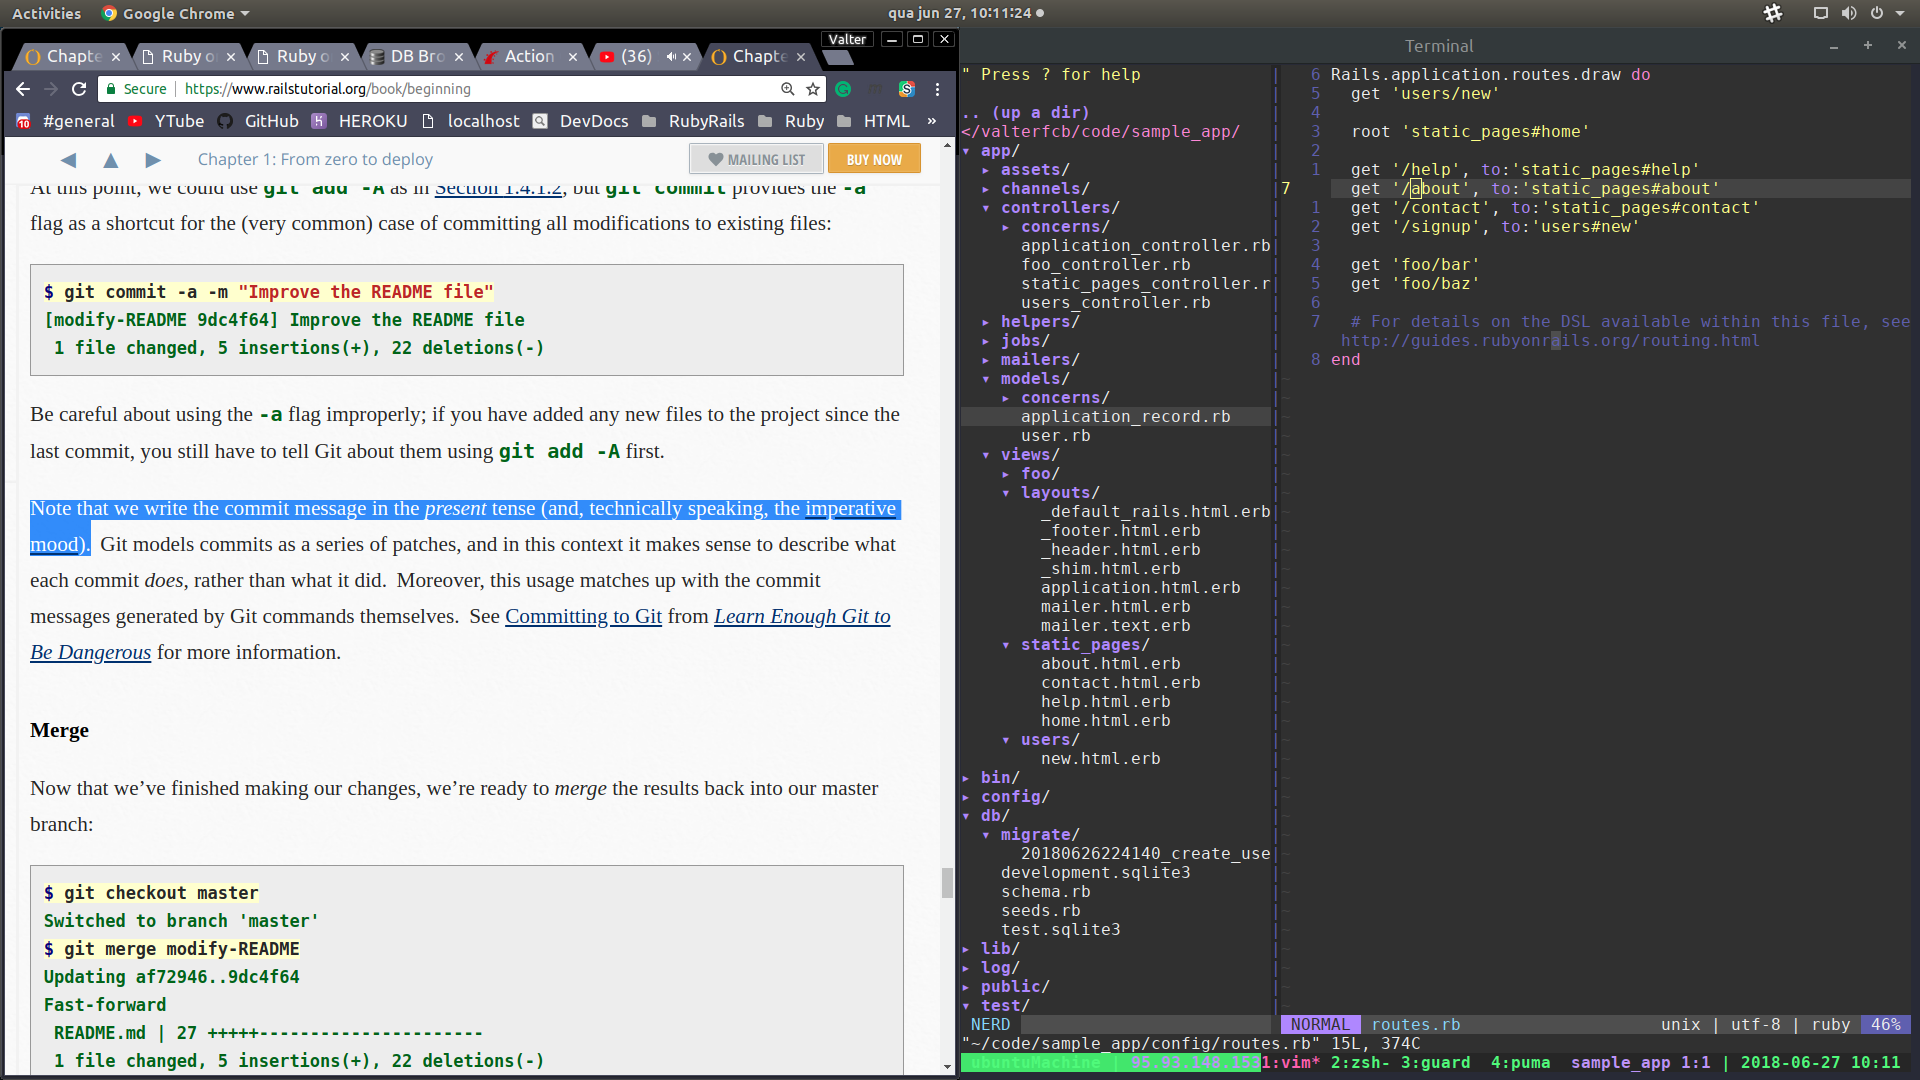 Activities
Google Chrome
qua jun 27, 10:11:24
Valter
Chapte
Ruby o
Ruby o
DB Bro
Action
(36)
Chapte
Secure
https://www.railstutorial.org/book/beginning
#general
YTube
GitHub
HEROKU
localhost
DevDocs
RubyRails
Ruby
HTML
»
Chapter 1: From zero to deploy
MAILING LIST
BUY NOW
At this point, we could use git add -A as in Section 1.4.1.2, but git commit provides the -a
flag as a shortcut for the (very common) case of committing all modifications to existing files:
$ git commit -a -m "Improve the README file"
[modify-README 9dc4f64] Improve the README file
1 file changed, 5 insertions(+), 22 deletions(-)
Be careful about using the -a flag improperly; if you have added any new files to the project since the
last commit, you still have to tell Git about them using git add -A first.
Note that we write the commit message in the present tense (and, technically speaking, the imperative
mood). Git models commits as a series of patches, and in this context it makes sense to describe what
each commit does, rather than what it did. Moreover, this usage matches up with the commit
messages generated by Git commands themselves. See Committing to Git from Learn Enough Git to
Be Dangerous for more information.
Merge
Now that we’ve finished making our changes, we’re ready to merge the results back into our master
branch:
$ git checkout master
Switched to branch 'master'
$ git merge modify-README
Updating af72946..9dc4f64
Fast-forward
README.md | 27 +++++----------------------
1 file changed, 5 insertions(+), 22 deletions(-)
Terminal
" Press ? for help
.. (up a dir)
</valterfcb/code/sample_app/
▾ app/
▸ assets/
▸ channels/
▾ controllers/
▸ concerns/
application_controller.rb
foo_controller.rb
static_pages_controller.r
users_controller.rb
▸ helpers/
▸ jobs/
▸ mailers/
▾ models/
▸ concerns/
application_record.rb
user.rb
▾ views/
▸ foo/
▾ layouts/
_default_rails.html.erb
_footer.html.erb
_header.html.erb
_shim.html.erb
application.html.erb
mailer.html.erb
mailer.text.erb
▾ static_pages/
about.html.erb
contact.html.erb
help.html.erb
home.html.erb
▾ users/
new.html.erb
▸ bin/
▸ config/
▾ db/
▾ migrate/
20180626224140_create_use
development.sqlite3
schema.rb
seeds.rb
test.sqlite3
▸ lib/
▸ log/
▸ public/
▾ test/
6 Rails.application.routes.draw do
5 get 'users/new'
4
3 root 'static_pages#home'
2
1 get '/help', to:'static_pages#help'
7 get '/about', to:'static_pages#about'
1 get '/contact', to:'static_pages#contact'
2 get '/signup', to:'users#new'
3
4 get 'foo/bar'
5 get 'foo/baz'
6
7 # For details on the DSL available within this file, see
http://guides.rubyonrails.org/routing.html
8 end
NERD
NORMAL routes.rb unix | utf-8 | ruby 46%
"~/code/sample_app/config/routes.rb" 15L, 374C
ubuntuMachine | 95.93.148.1531:vim* 2:zsh- 3:guard 4:puma sample_app 1:1 | 2018-06-27 10:11